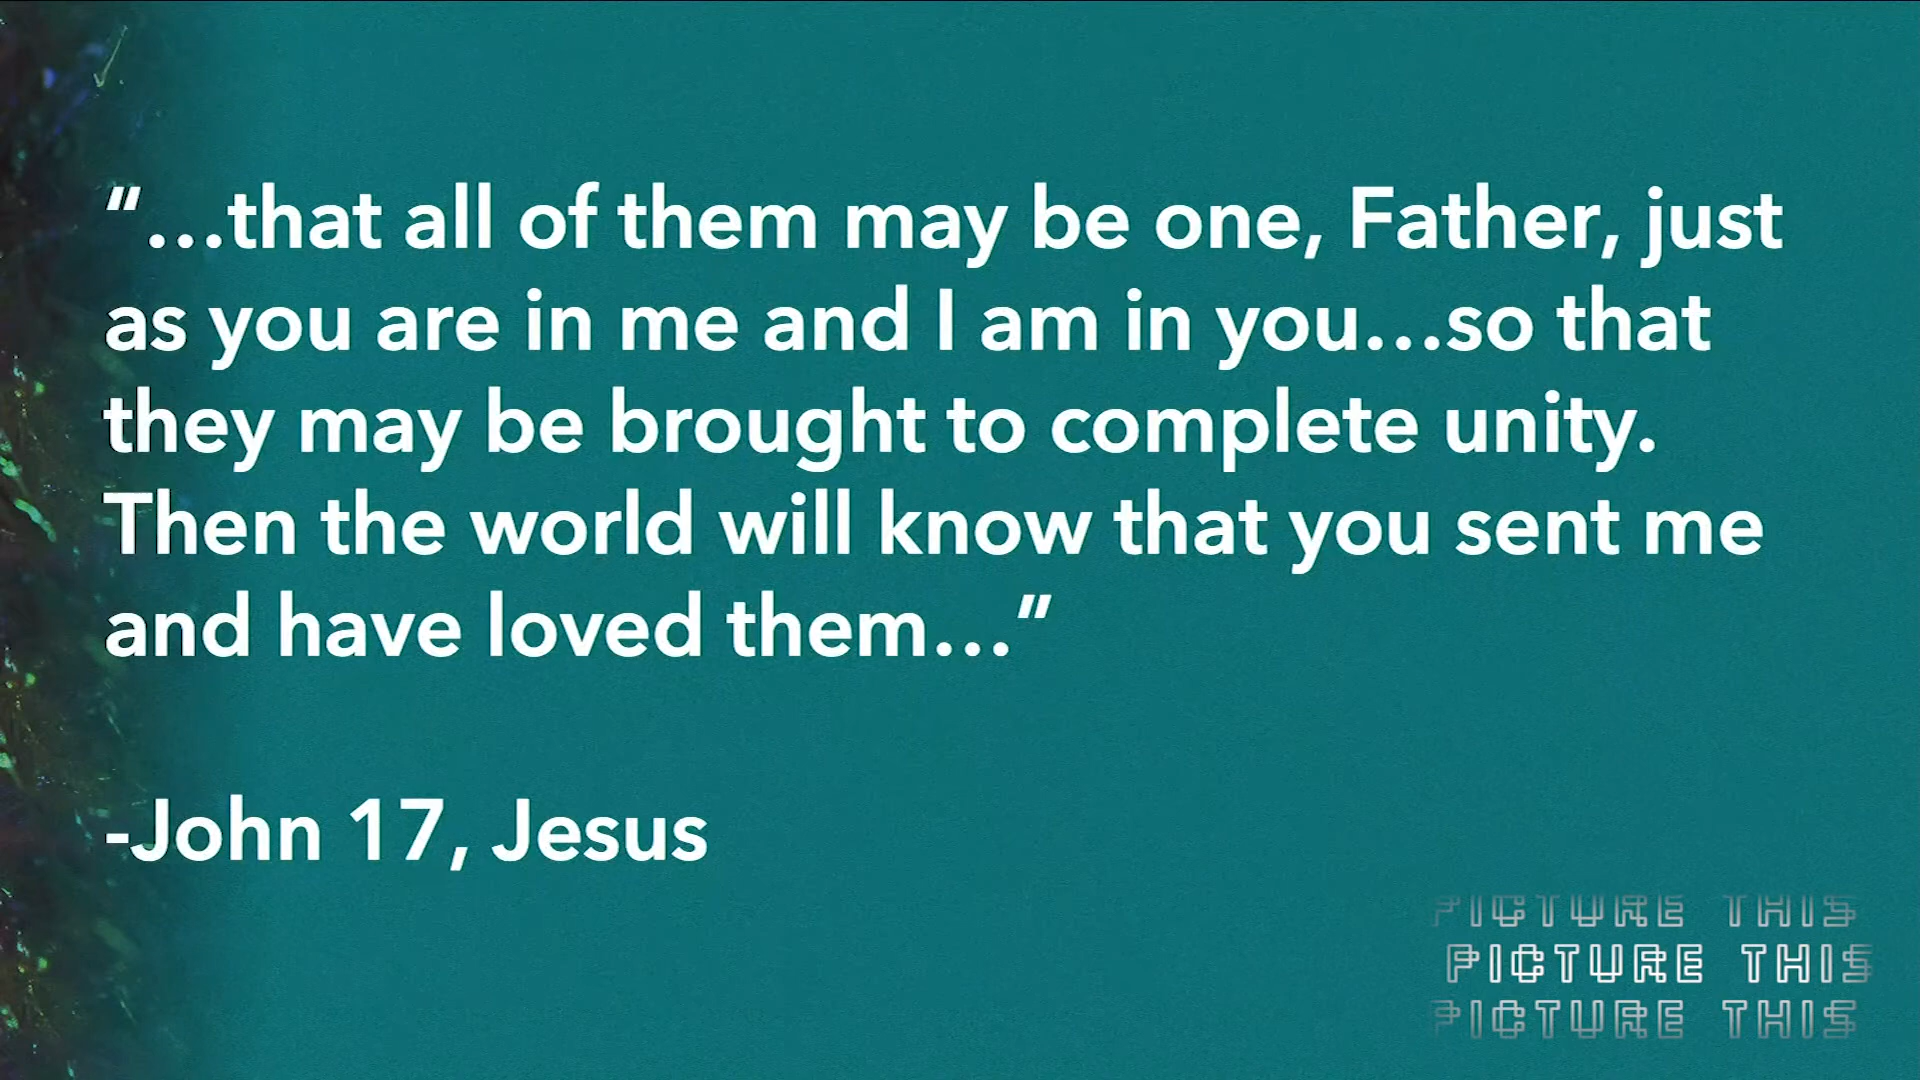 “…that all of them may be one, Father, just
as you are in me and I am in you…so that
they may be brought to complete unity.
Then the world will know that you sent me
and have loved them…”
-John 17, Jesus
PICTURE THIS
PICTURE THIS
PICTURE THIS